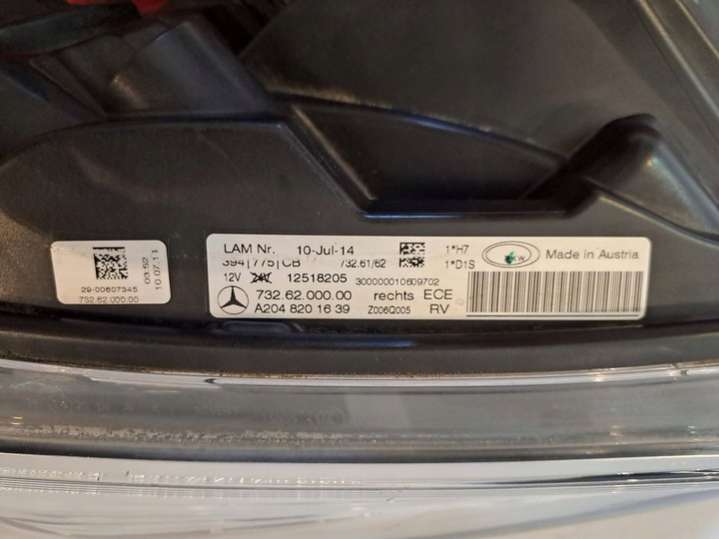 03:52
10.07.11
29-00607345
732.62.000.00
LAM Nr. 10-Jul-14 1*H7
394|775|CB 732.61/62 1*D1S
12V 24V 12518205 300000010609702
732.62.000.00 rechts ECE
A204 820 16 39 Z006Q005 RV
Made in Austria